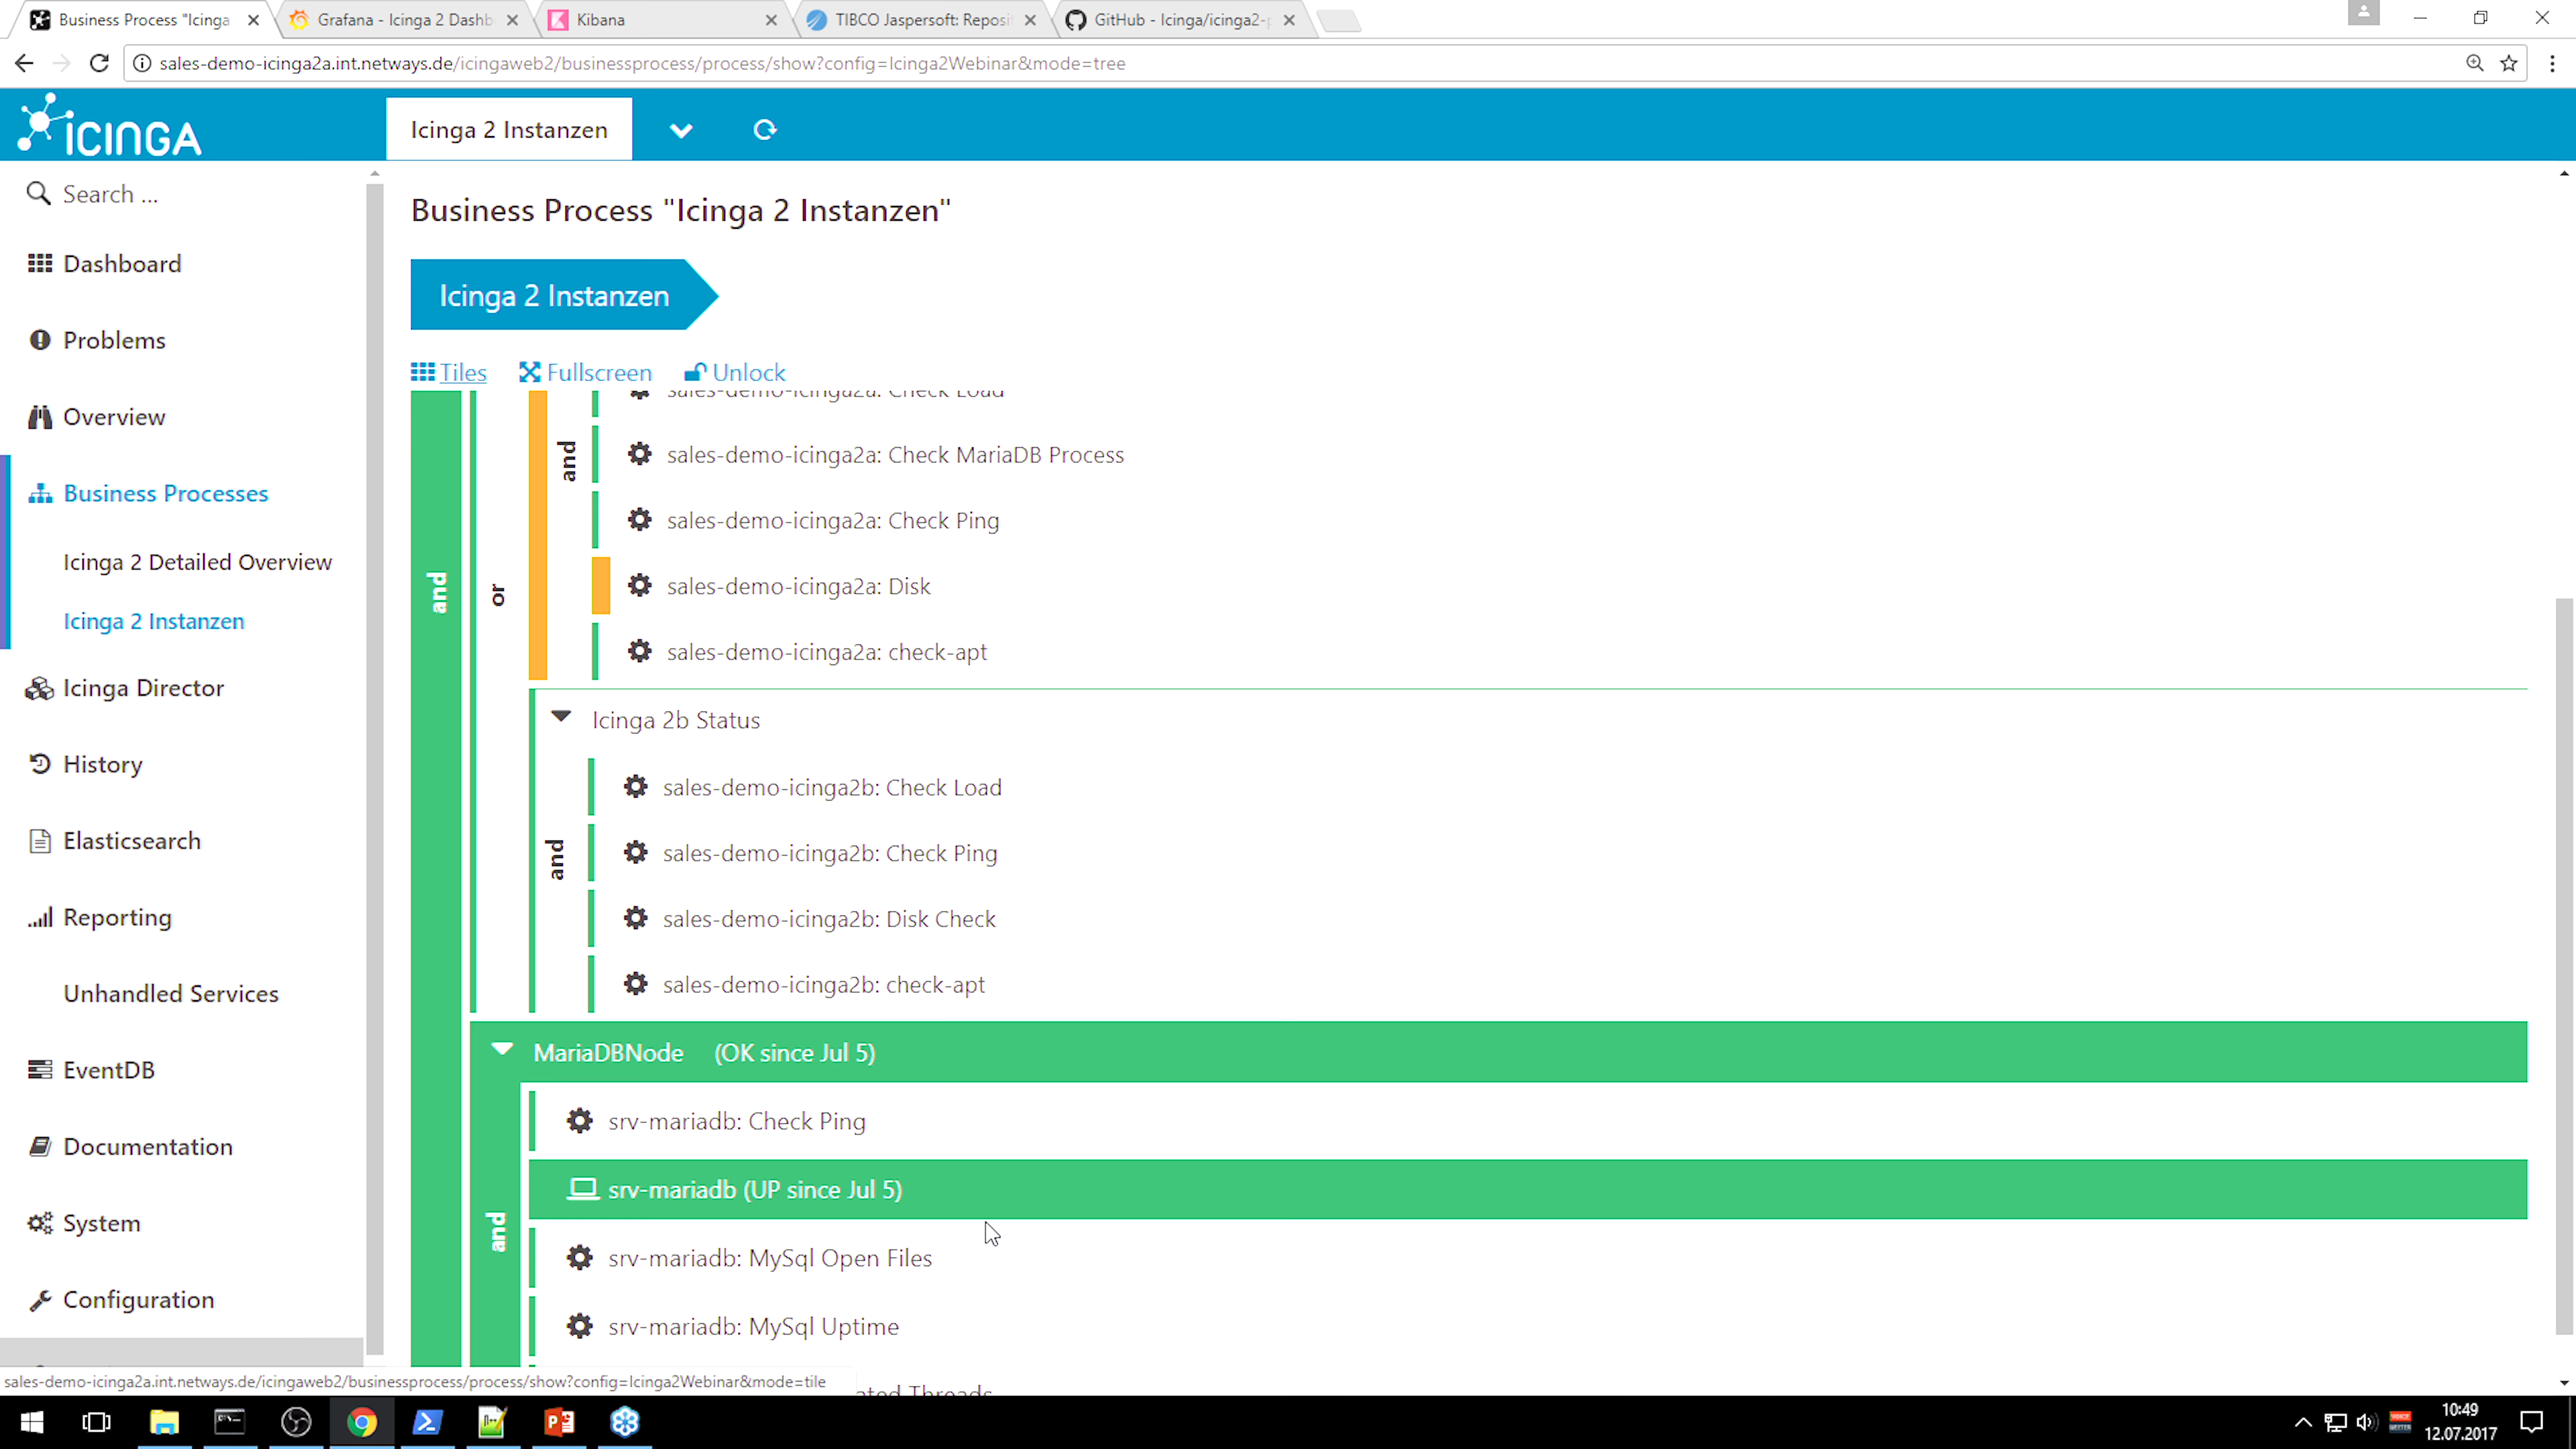 Business Process "Icinga
Grafana - Icinga 2 Dashb
Kibana
TIBCO Jaspersoft: Reposi
GitHub - Icinga/icinga2-p
sales-demo-icinga2a.int.netways.de/icingaweb2/businessprocess/process/show?config=Icinga2Webinar&mode=tree
ICINGA
Icinga 2 Instanzen
Search ...
Dashboard
Problems
Overview
Business Processes
Icinga 2 Detailed Overview
Icinga 2 Instanzen
Icinga Director
History
Elasticsearch
Reporting
Unhandled Services
EventDB
Documentation
System
Configuration
Business Process "Icinga 2 Instanzen"
Icinga 2 Instanzen
Tiles Fullscreen Unlock
and
or
and
sales-demo-icinga2a: Check Load
sales-demo-icinga2a: Check MariaDB Process
sales-demo-icinga2a: Check Ping
sales-demo-icinga2a: Disk
sales-demo-icinga2a: check-apt
Icinga 2b Status
and
sales-demo-icinga2b: Check Load
sales-demo-icinga2b: Check Ping
sales-demo-icinga2b: Disk Check
sales-demo-icinga2b: check-apt
MariaDBNode (OK since Jul 5)
and
srv-mariadb: Check Ping
srv-mariadb (UP since Jul 5)
srv-mariadb: MySql Open Files
srv-mariadb: MySql Uptime
Threads
sales-demo-icinga2a.int.netways.de/icingaweb2/businessprocess/process/show?config=Icinga2Webinar&mode=tile
10:49
12.07.2017